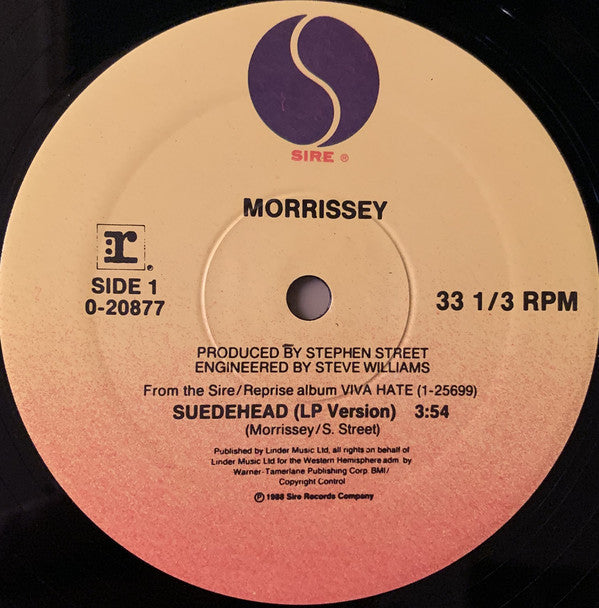 SIRE ®
MORRISSEY
r®
SIDE 1
0-20877
33 1/3 RPM
PRODUCED BY STEPHEN STREET
ENGINEERED BY STEVE WILLIAMS
From the Sire/Reprise album VIVA HATE (1-25699)
SUEDEHEAD (LP Version) 3:54
(Morrissey/S. Street)
Published by Linder Music Ltd, all rights on behalf of
Linder Music Ltd for the Western Hemisphere adm. by
Warner-Tamerlane Publishing Corp. BMI/
Copyright Control
℗ 1988 Sire Records Company